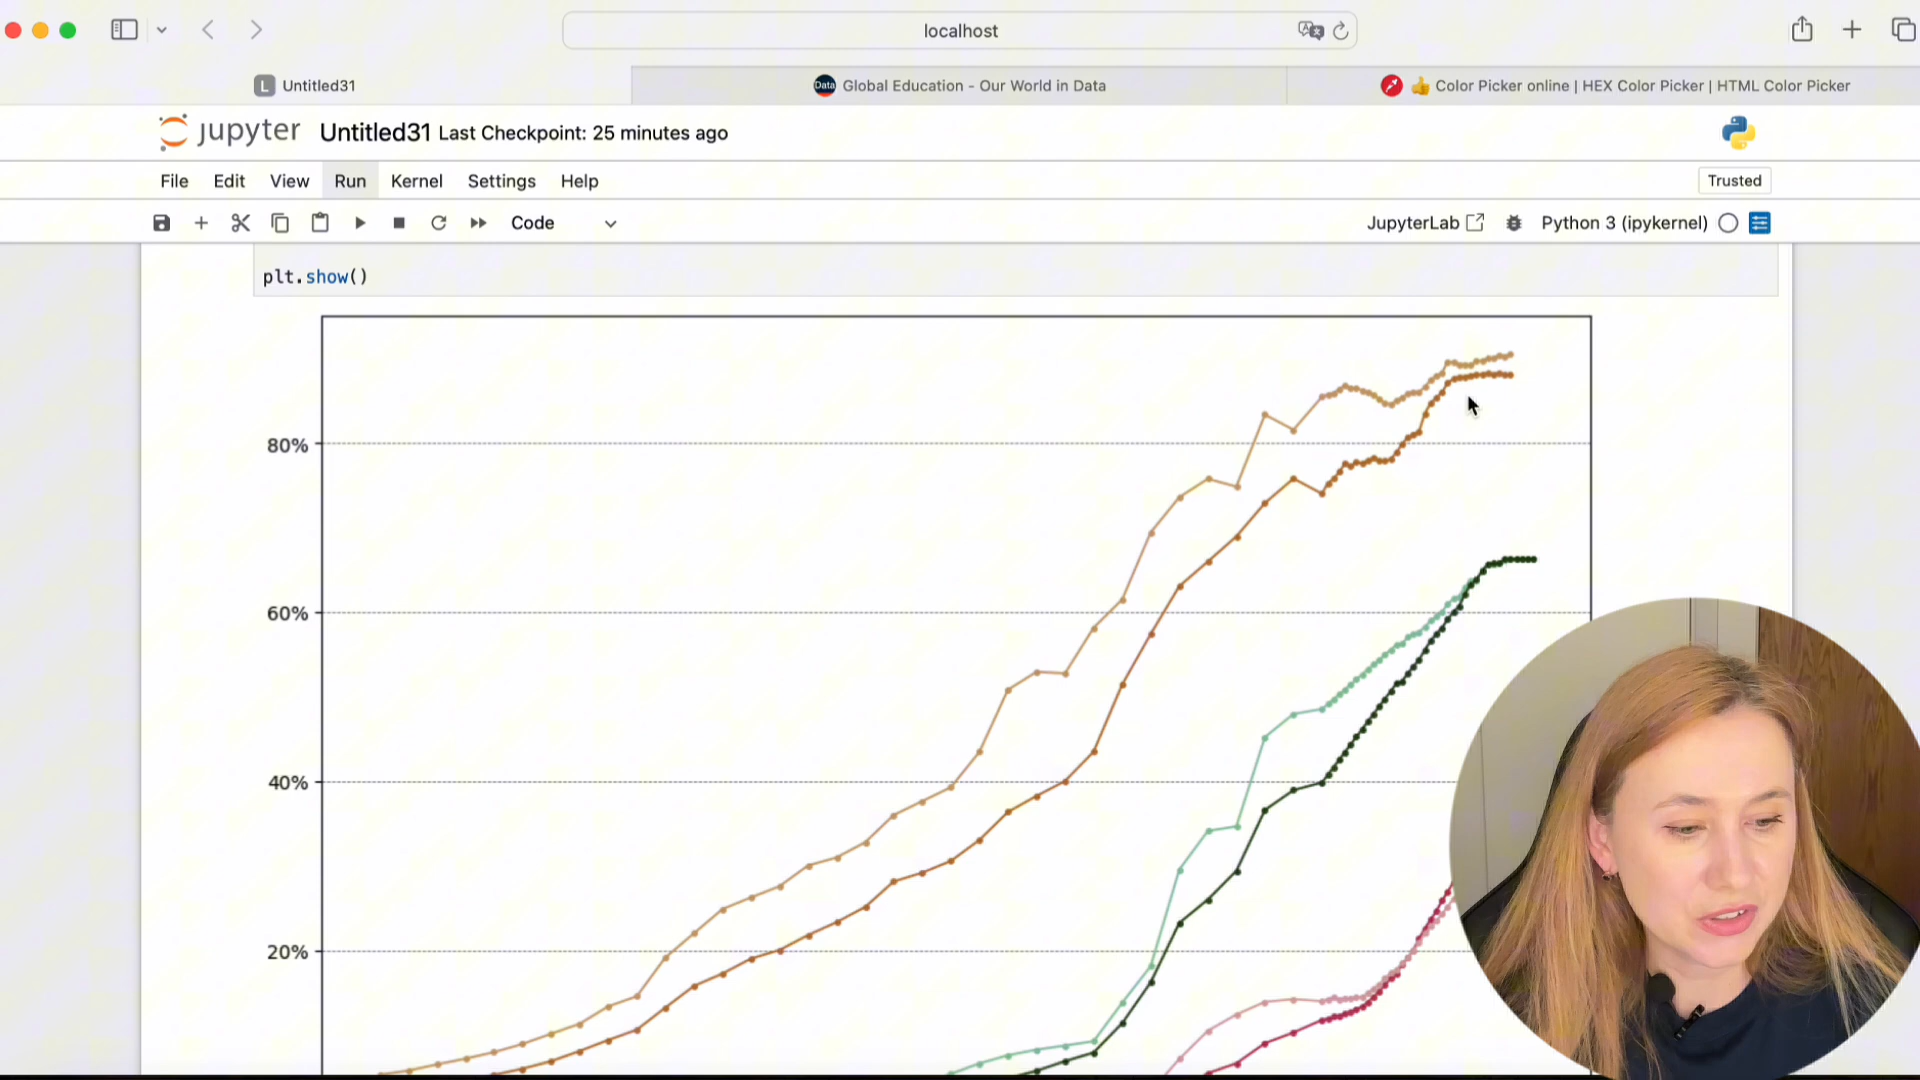 localhost
L Untitled31
Data Global Education - Our World in Data
👍 Color Picker online | HEX Color Picker | HTML Color Picker
jupyter Untitled31 Last Checkpoint: 25 minutes ago
File Edit View Run Kernel Settings Help
Trusted
Code
JupyterLab Python 3 (ipykernel)
plt.show()
80%
60%
40%
20%